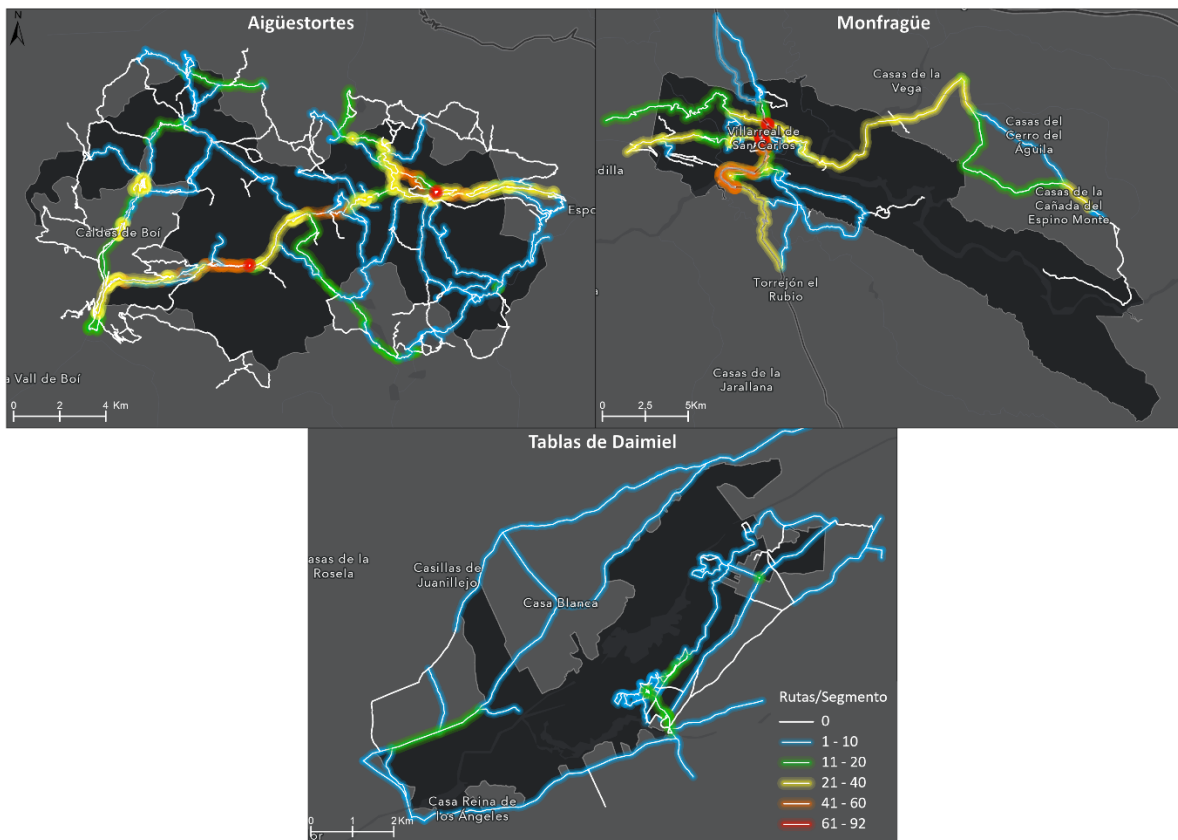 Aigüestortes
N
Caldes de Boí
Espo
a Vall de Boí
0 2 4 Km
Monfragüe
Casas de la
Vega
Villarreal de
San Carlos
Casas del
Cerro del
Águila
dilla
Casas de la
Cañada del
Espino Monte
Torrejón el
Rubio
Casas de la
Jarallana
0 2,5 5Km
Tablas de Daimiel
asas de la
Rosela
Casillas de
Juanillejo
Casa Blanca
Casa Reina de
los Ángeles
0 1 2 Km
or
Rutas/Segmento
0
1 - 10
11 - 20
21 - 40
41 - 60
61 - 92